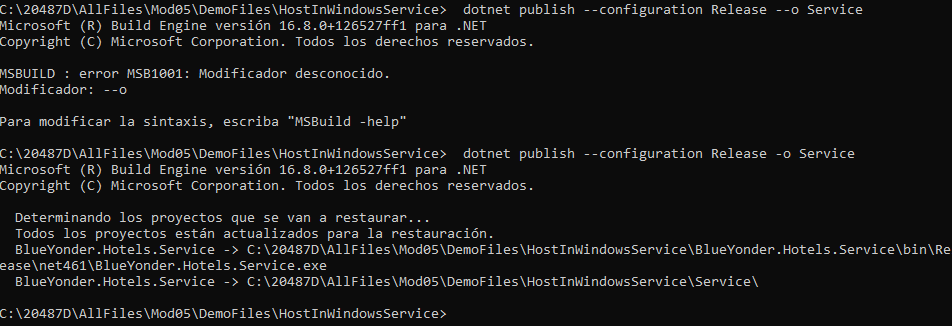 C:\20487D\AllFiles\Mod05\DemoFiles\HostInWindowsService>  dotnet publish --configuration Release --o Service
Microsoft (R) Build Engine versión 16.8.0+126527ff1 para .NET
Copyright (C) Microsoft Corporation. Todos los derechos reservados.
MSBUILD : error MSB1001: Modificador desconocido.
Modificador: --o
Para modificar la sintaxis, escriba "MSBuild -help"
C:\20487D\AllFiles\Mod05\DemoFiles\HostInWindowsService>  dotnet publish --configuration Release -o Service
Microsoft (R) Build Engine versión 16.8.0+126527ff1 para .NET
Copyright (C) Microsoft Corporation. Todos los derechos reservados.
  Determinando los proyectos que se van a restaurar...
  Todos los proyectos están actualizados para la restauración.
  BlueYonder.Hotels.Service -> C:\20487D\AllFiles\Mod05\DemoFiles\HostInWindowsService\BlueYonder.Hotels.Service\bin\Re
ease\net461\BlueYonder.Hotels.Service.exe
  BlueYonder.Hotels.Service -> C:\20487D\AllFiles\Mod05\DemoFiles\HostInWindowsService\Service\
C:\20487D\AllFiles\Mod05\DemoFiles\HostInWindowsService>